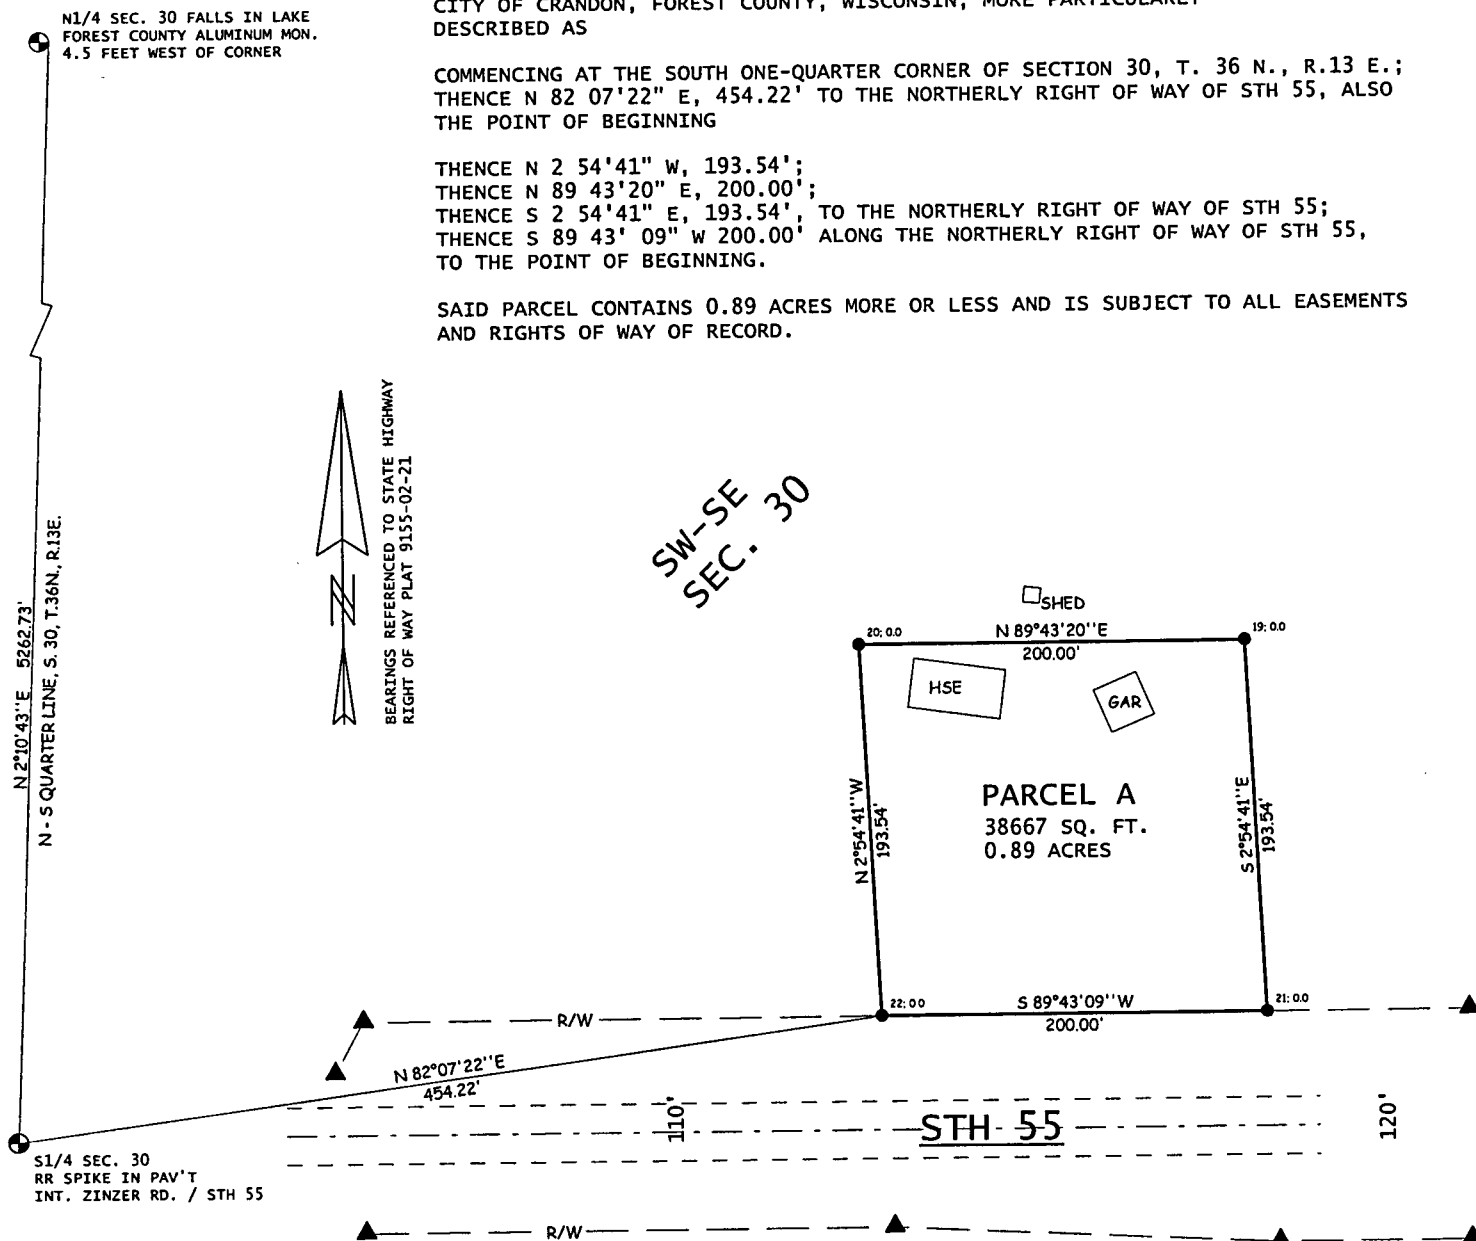 CITY OF CRANDON, FOREST COUNTY, WISCONSIN, MORE PARTICULARLY
DESCRIBED AS
N1/4 SEC. 30 FALLS IN LAKE
FOREST COUNTY ALUMINUM MON.
4.5 FEET WEST OF CORNER
COMMENCING AT THE SOUTH ONE-QUARTER CORNER OF SECTION 30, T. 36 N., R.13 E.;
THENCE N 82 07'22" E, 454.22' TO THE NORTHERLY RIGHT OF WAY OF STH 55, ALSO
THE POINT OF BEGINNING
THENCE N 2 54'41" W, 193.54';
THENCE N 89 43'20" E, 200.00';
THENCE S 2 54'41" E, 193.54', TO THE NORTHERLY RIGHT OF WAY OF STH 55;
THENCE S 89 43' 09" W 200.00' ALONG THE NORTHERLY RIGHT OF WAY OF STH 55,
TO THE POINT OF BEGINNING.
SAID PARCEL CONTAINS 0.89 ACRES MORE OR LESS AND IS SUBJECT TO ALL EASEMENTS
AND RIGHTS OF WAY OF RECORD.
N 2°10'43''E 5262.73'
N - S QUARTER LINE, S. 30, T.36N., R.13E.
N
BEARINGS REFERENCED TO STATE HIGHWAY
RIGHT OF WAY PLAT 9155-02-21
SW-SE
SEC. 30
SHED
20; 0.0
N 89°43'20''E
200.00'
19; 0.0
HSE
GAR
N 2°54'41''W
193.54'
PARCEL A
38667 SQ. FT.
0.89 ACRES
S 2°54'41''E
193.54'
22; 0.0
S 89°43'09''W
200.00'
21; 0.0
R/W
N 82°07'22''E
454.22'
110'
STH 55
120'
S1/4 SEC. 30
RR SPIKE IN PAV'T
INT. ZINZER RD. / STH 55
R/W